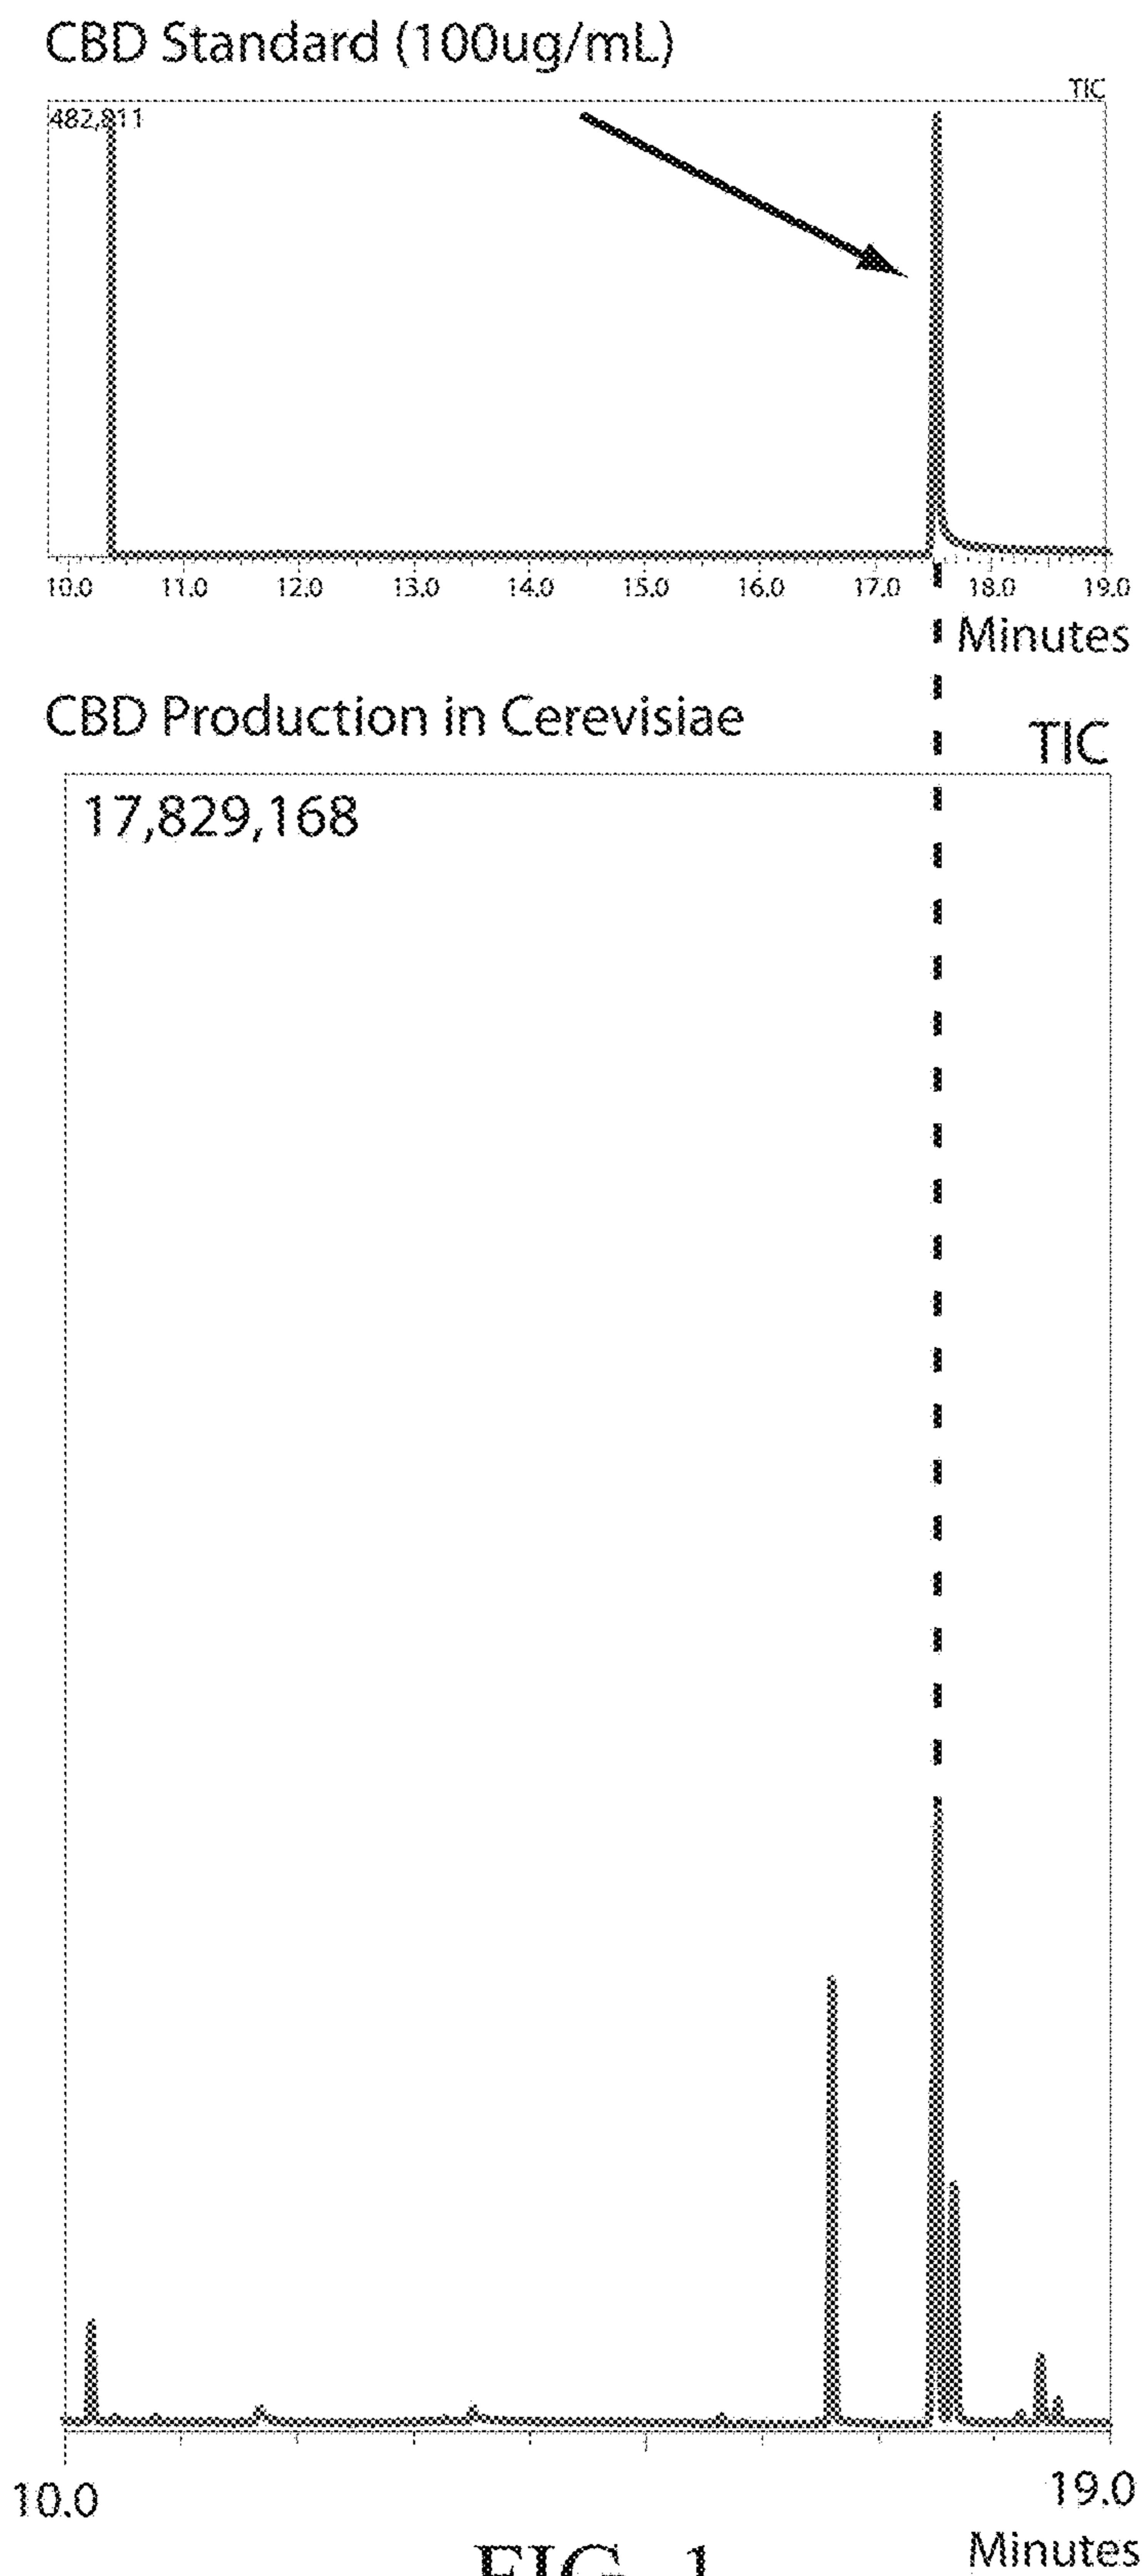 CBD Standard (100ug/mL)
TIC
482,811
10.0 11.0 12.0 13.0 14.0 15.0 16.0 17.0 18.0 19.0
Minutes
CBD Production in Cerevisiae
TIC
17,829,168
10.0 19.0
Minutes
FIG. 1